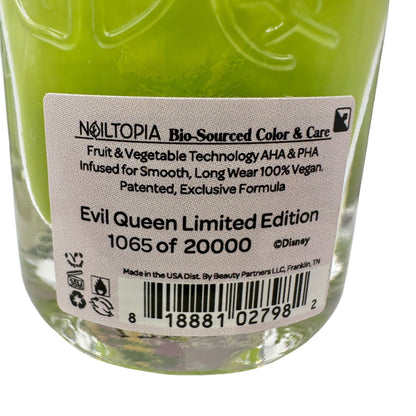 NAILTOPIA Bio-Sourced Color & Care
Fruit & Vegetable Technology AHA & PHA
Infused for Smooth, Long Wear 100% Vegan.
Patented, Exclusive Formula
Evil Queen Limited Edition
1065 of 20000 ©Disney
Made in the USA Dist. By Beauty Partners LLC, Franklin, TN
8 18881 02798 2